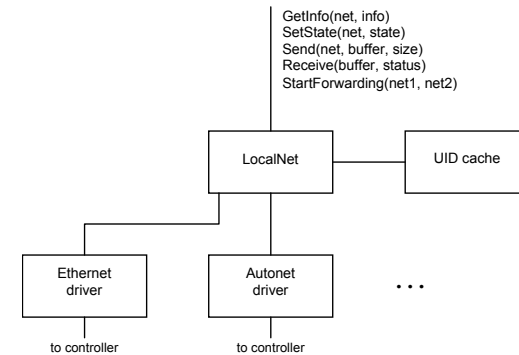 GetInfo(net, info)
SetState(net, state)
Send(net, buffer, size)
Receive(buffer, status)
StartForwarding(net1, net2)
LocalNet
UID cache
Ethernet
driver
Autonet
driver
...
to controller
to controller